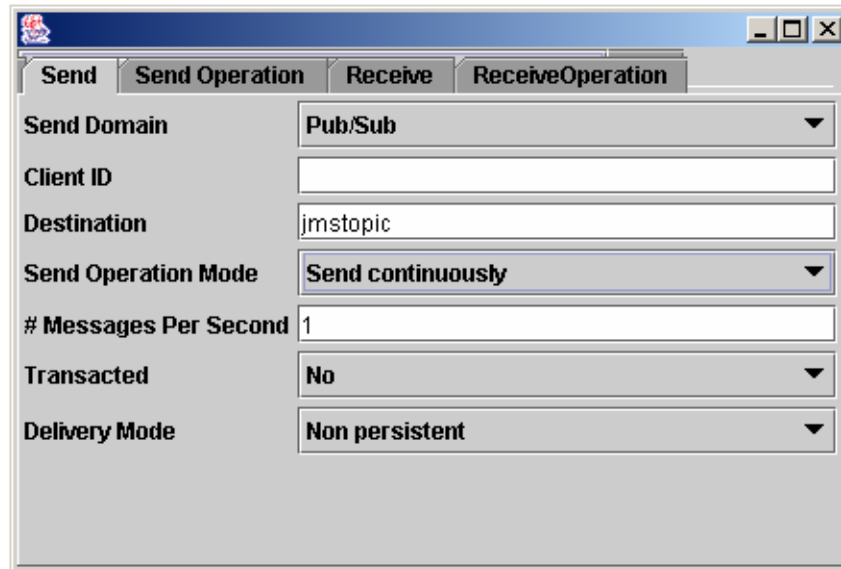 Send Send Operation Receive ReceiveOperation
Send Domain Pub/Sub
Client ID
Destination jmstopic
Send Operation Mode Send continuously
# Messages Per Second 1
Transacted No
Delivery Mode Non persistent